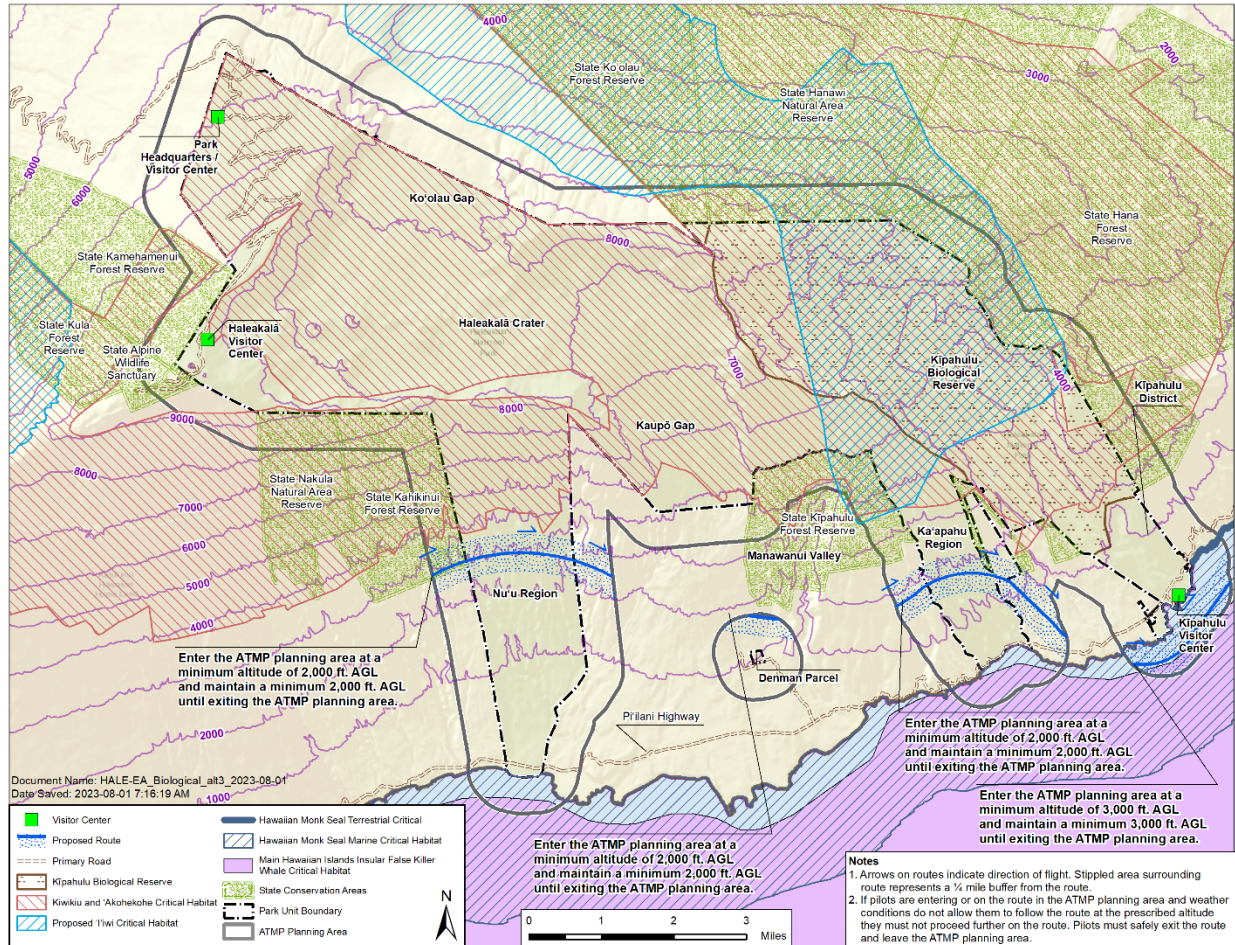 4000
2000
3000
State Koʻolau
Forest Reserve
State Hanawi
Natural Area
Reserve
5000
6000
Park
Headquarters /
Visitor Center
Koʻolau Gap
8000
State Hana
Forest
Reserve
State Kamehamenui
Forest Reserve
State Kula
Forest
Reserve
State Alpine
Wildlife
Sanctuary
Haleakalā
Visitor
Center
Haleakalā Crater
7000
Kīpahulu
Biological
Reserve
4000
Kīpahulu
District
9000
8000
Kaupō Gap
8000
State Nakula
Natural Area
Reserve
State Kahikinui
Forest Reserve
7000
6000
5000
4000
State Kīpahulu
Forest Reserve
Manawanui Valley
Kaʻapahu
Region
Nuʻu Region
Kīpahulu
Visitor
Center
Denman Parcel
Enter the ATMP planning area at a
minimum altitude of 2,000 ft. AGL
and maintain a minimum 2,000 ft. AGL
until exiting the ATMP planning area.
Piʻilani Highway
2000
1000
Enter the ATMP planning area at a
minimum altitude of 2,000 ft. AGL
and maintain a minimum 2,000 ft. AGL
until exiting the ATMP planning area.
Enter the ATMP planning area at a
minimum altitude of 3,000 ft. AGL
and maintain a minimum 3,000 ft. AGL
until exiting the ATMP planning area.
Enter the ATMP planning area at a
minimum altitude of 2,000 ft. AGL
and maintain a minimum 2,000 ft. AGL
until exiting the ATMP planning area.
Document Name: HALE-EA_Biological_alt3_2023-08-01
Date Saved: 2023-08-01 7:16:19 AM
Visitor Center
Proposed Route
Primary Road
Kīpahulu Biological Reserve
Kiwikiu and ʻAkohekohe Critical Habitat
Proposed ʻIʻiwi Critical Habitat
Hawaiian Monk Seal Terrestrial Critical
Hawaiian Monk Seal Marine Critical Habitat
Main Hawaiian Islands Insular False Killer
Whale Critical Habitat
State Conservation Areas
Park Unit Boundary
ATMP Planning Area
N
0 1 2 3
Miles
Notes
1. Arrows on routes indicate direction of flight. Stippled area surrounding
route represents a ¼ mile buffer from the route.
2. If pilots are entering or on the route in the ATMP planning area and weather
conditions do not allow them to follow the route at the prescribed altitude
they must not proceed further on the route. Pilots must safely exit the route
and leave the ATMP planning area.